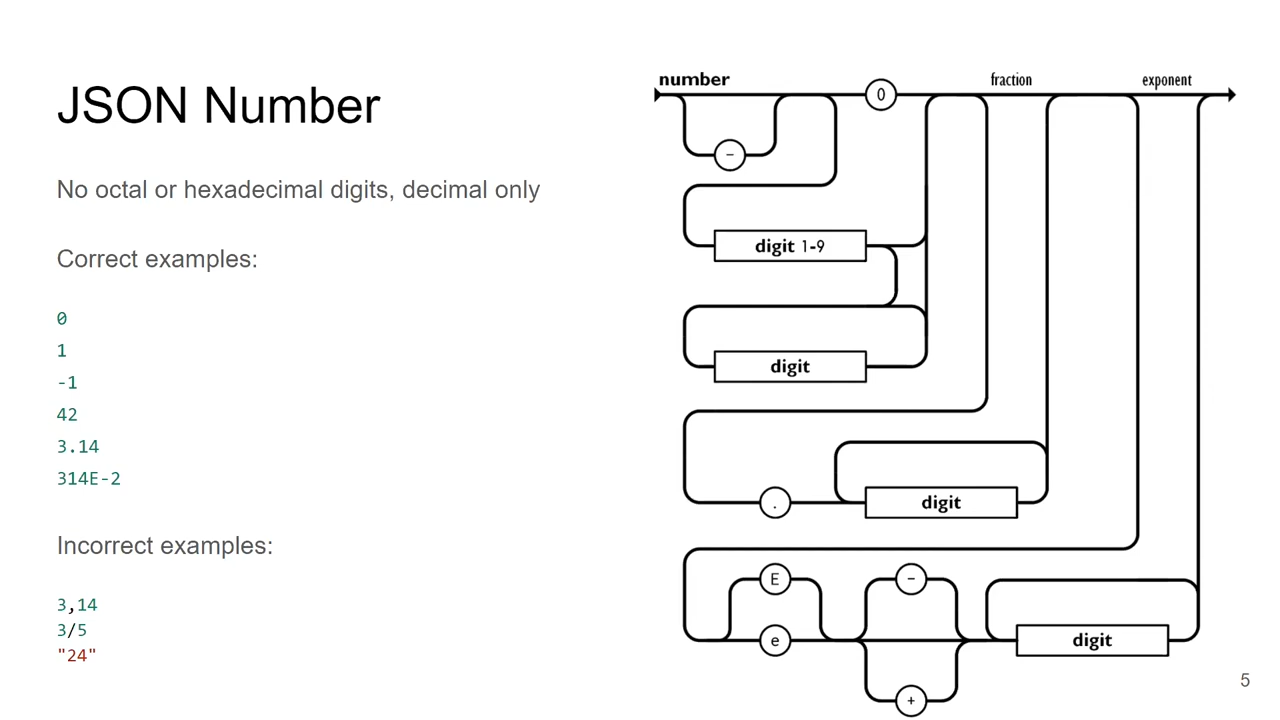 JSON Number
No octal or hexadecimal digits, decimal only
Correct examples:
0
1
-1
42
3.14
314E-2
Incorrect examples:
3,14
3/5
"24"
number
fraction
exponent
0
-
digit 1-9
digit
.
digit
E
-
e
digit
+
5